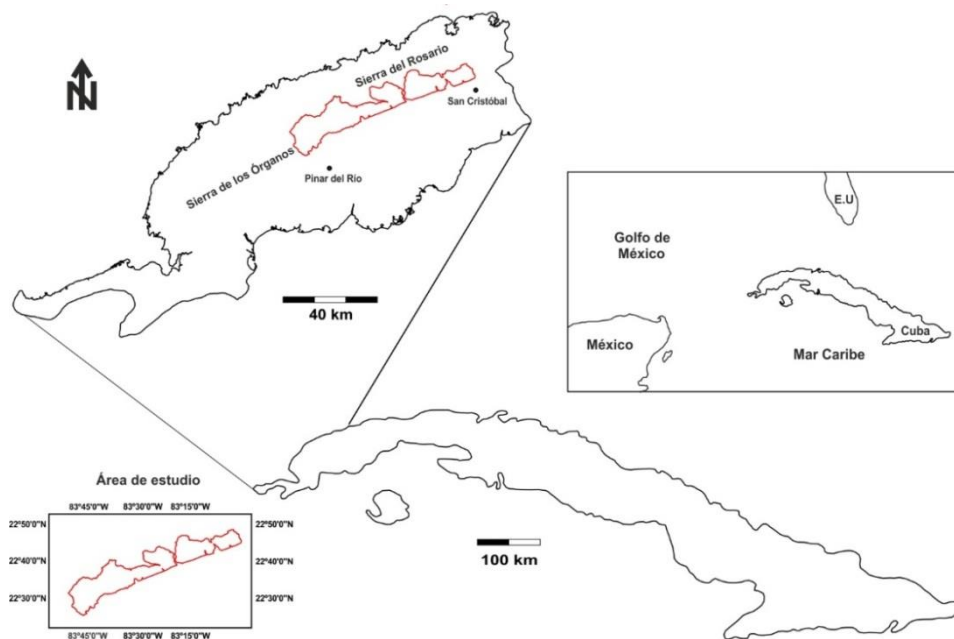 N
Sierra del Rosario
San Cristóbal
Sierra de los Órganos
Pinar del Río
40 km
E.U
Golfo de
México
Cuba
México
Mar Caribe
Área de estudio
83°45'0"W 83°30'0"W 83°15'0"W
22°50'0"N 22°50'0"N
22°40'0"N 22°40'0"N
22°30'0"N 22°30'0"N
83°45'0"W 83°30'0"W 83°15'0"W
100 km